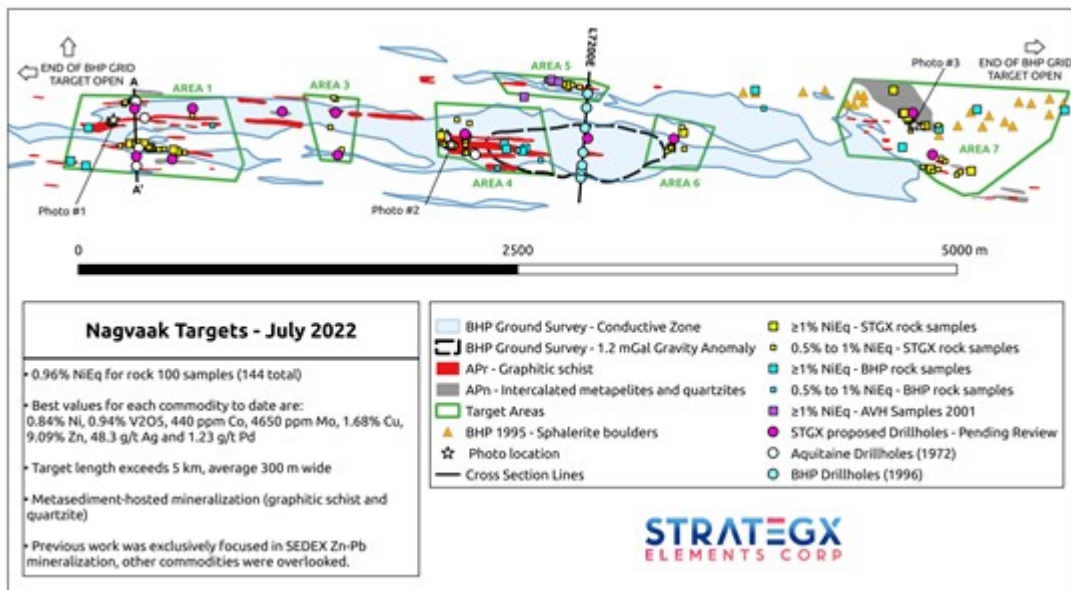 END OF BHP GRID
TARGET OPEN
A
AREA 1
AREA 3
AREA 5
L7200E
Photo #3
END OF BHP GRID
TARGET OPEN
A'
Photo #1
Photo #2
AREA 4
AREA 6
AREA 7
0
2500
5000 m
Nagvaak Targets - July 2022
• 0.96% NiEq for rock 100 samples (144 total)
• Best values for each commodity to date are:
0.84% Ni, 0.94% V2O5, 440 ppm Co, 4650 ppm Mo, 1.68% Cu,
9.09% Zn, 48.3 g/t Ag and 1.23 g/t Pd
• Target length exceeds 5 km, average 300 m wide
• Metasediment-hosted mineralization (graphitic schist and
quartzite)
• Previous work was exclusively focused in SEDEX Zn-Pb
mineralization, other commodities were overlooked.
BHP Ground Survey - Conductive Zone
BHP Ground Survey - 1.2 mGal Gravity Anomaly
APr - Graphitic schist
APn - Intercalated metapelites and quartzites
Target Areas
BHP 1995 - Sphalerite boulders
Photo location
Cross Section Lines
≥1% NiEq - STGX rock samples
0.5% to 1% NiEq - STGX rock samples
≥1% NiEq - BHP rock samples
0.5% to 1% NiEq - BHP rock samples
≥1% NiEq - AVH Samples 2001
STGX proposed Drillholes - Pending Review
Aquitaine Drillholes (1972)
BHP Drillholes (1996)
STRATEGX
ELEMENTS CORP